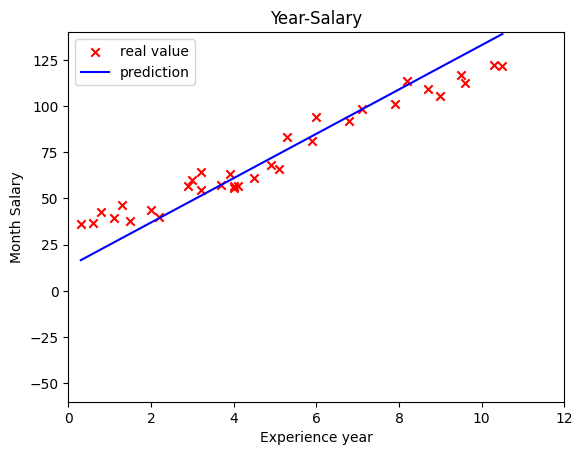 Year-Salary
real value
prediction
125
100
75
50
25
0
−25
−50
Month Salary
0 2 4 6 8 10 12
Experience year